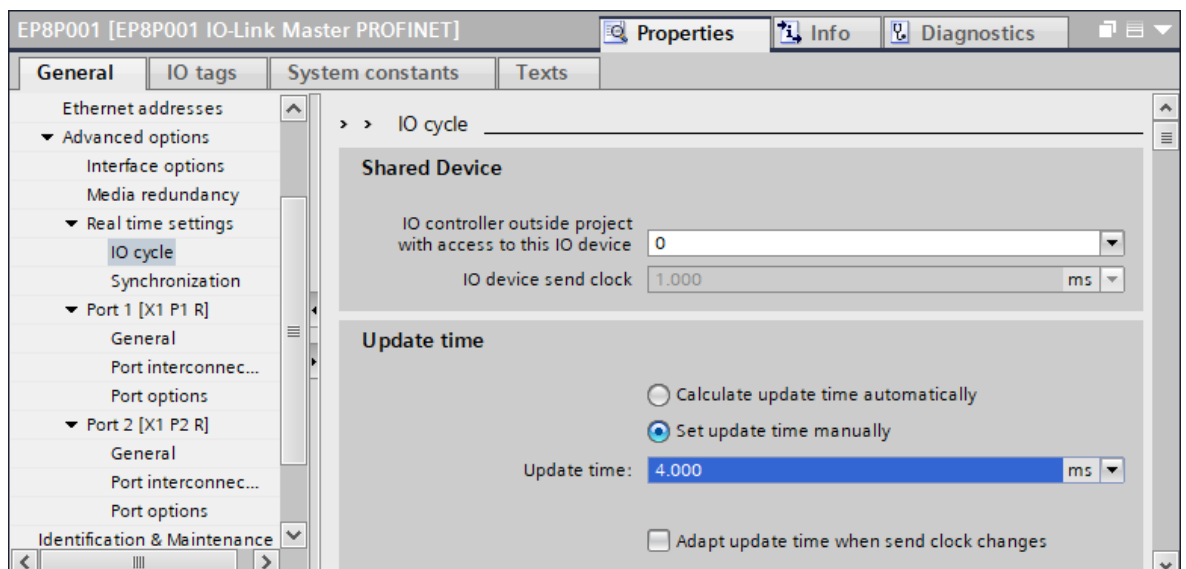 EP8P001 [EP8P001 IO-Link Master PROFINET]
Properties
Info
Diagnostics
General
IO tags
System constants
Texts
Ethernet addresses
Advanced options
Interface options
Media redundancy
Real time settings
IO cycle
Synchronization
Port 1 [X1 P1 R]
General
Port interconnec...
Port options
Port 2 [X1 P2 R]
General
Port interconnec...
Port options
Identification & Maintenance
> > IO cycle
Shared Device
IO controller outside project
with access to this IO device
0
IO device send clock
1.000 ms
Update time
Calculate update time automatically
Set update time manually
Update time: 4.000 ms
Adapt update time when send clock changes